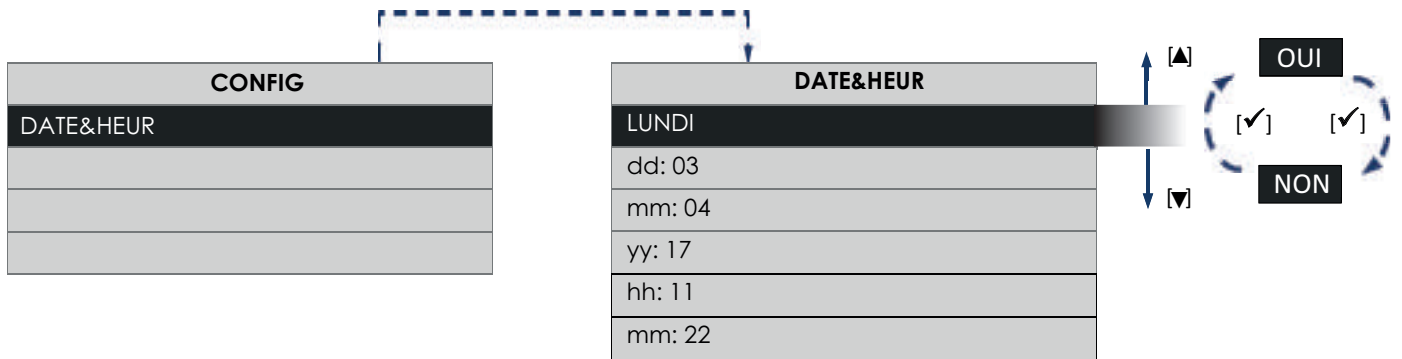 CONFIG
DATE&HEUR
DATE&HEUR
LUNDI
dd: 03
mm: 04
yy: 17
hh: 11
mm: 22
[▲]
OUI
[✓] [✓]
NON
[▼]